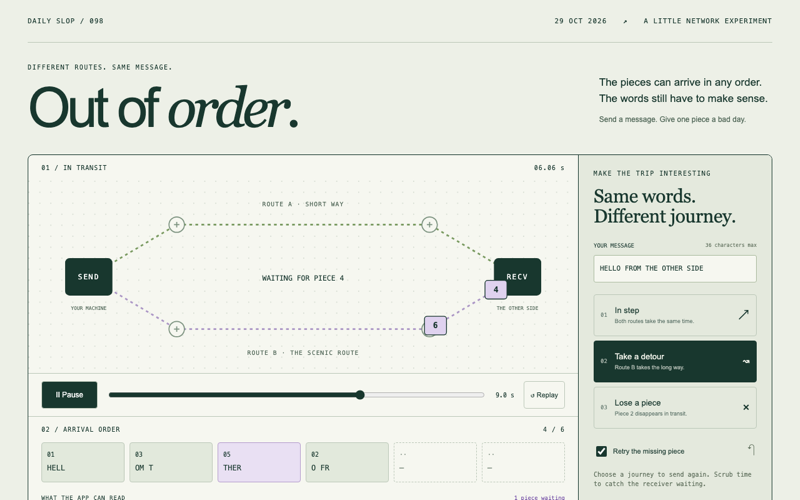 DAILY SLOP / 098
29 OCT 2026 ↗ A LITTLE NETWORK EXPERIMENT
DIFFERENT ROUTES. SAME MESSAGE.
Out of order.
The pieces can arrive in any order.
The words still have to make sense.
Send a message. Give one piece a bad day.
01 / IN TRANSIT
06.06 s
ROUTE A · SHORT WAY
SEND
YOUR MACHINE
WAITING FOR PIECE 4
RECV
4
THE OTHER SIDE
6
ROUTE B · THE SCENIC ROUTE
Pause
9.0 s
↺ Replay
02 / ARRIVAL ORDER
4 / 6
01
HELL
03
OM T
05
THER
02
O FR
··
—
··
—
WHAT THE APP CAN READ
1 piece waiting
MAKE THE TRIP INTERESTING
Same words.
Different journey.
YOUR MESSAGE
36 characters max
HELLO FROM THE OTHER SIDE
01
In step
Both routes take the same time.
02
Take a detour
Route B takes the long way.
03
Lose a piece
Piece 2 disappears in transit.
Retry the missing piece
Choose a journey to send again. Scrub time
to catch the receiver waiting.